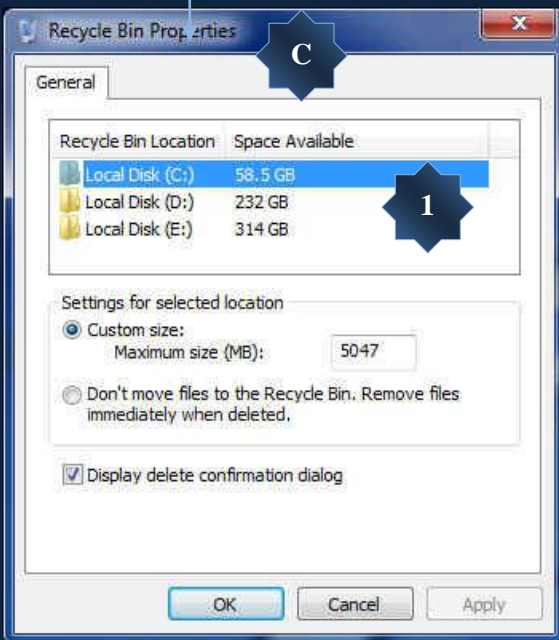 Recycle Bin Properties
C
General
Recycle Bin Location Space Available
Local Disk (C:) 58.5 GB
Local Disk (D:) 232 GB
1
Local Disk (E:) 314 GB
Settings for selected location
Custom size:
Maximum size (MB): 5047
Don't move files to the Recycle Bin. Remove files
immediately when deleted.
Display delete confirmation dialog
OK Cancel Apply